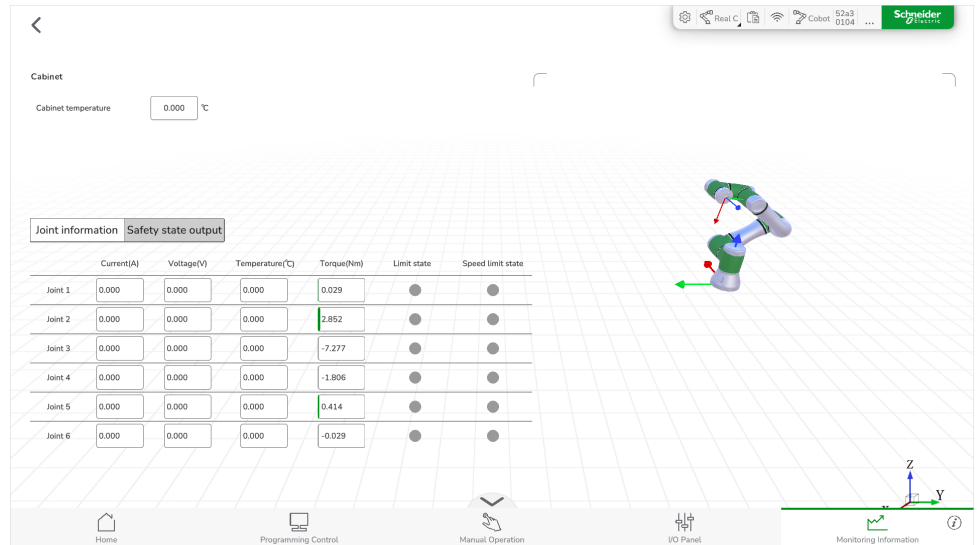 Real C
Cobot
52a3
0104
...
Schneider
Electric
Cabinet
Cabinet temperature 0.000 ℃
Joint information Safety state output
Current(A) Voltage(V) Temperature(℃) Torque(Nm) Limit state Speed limit state
Joint 1 0.000 0.000 0.000 0.029
Joint 2 0.000 0.000 0.000 2.852
Joint 3 0.000 0.000 0.000 -7.277
Joint 4 0.000 0.000 0.000 -1.806
Joint 5 0.000 0.000 0.000 0.414
Joint 6 0.000 0.000 0.000 -0.029
Z
Y
Home Programming Control Manual Operation I/O Panel Monitoring Information